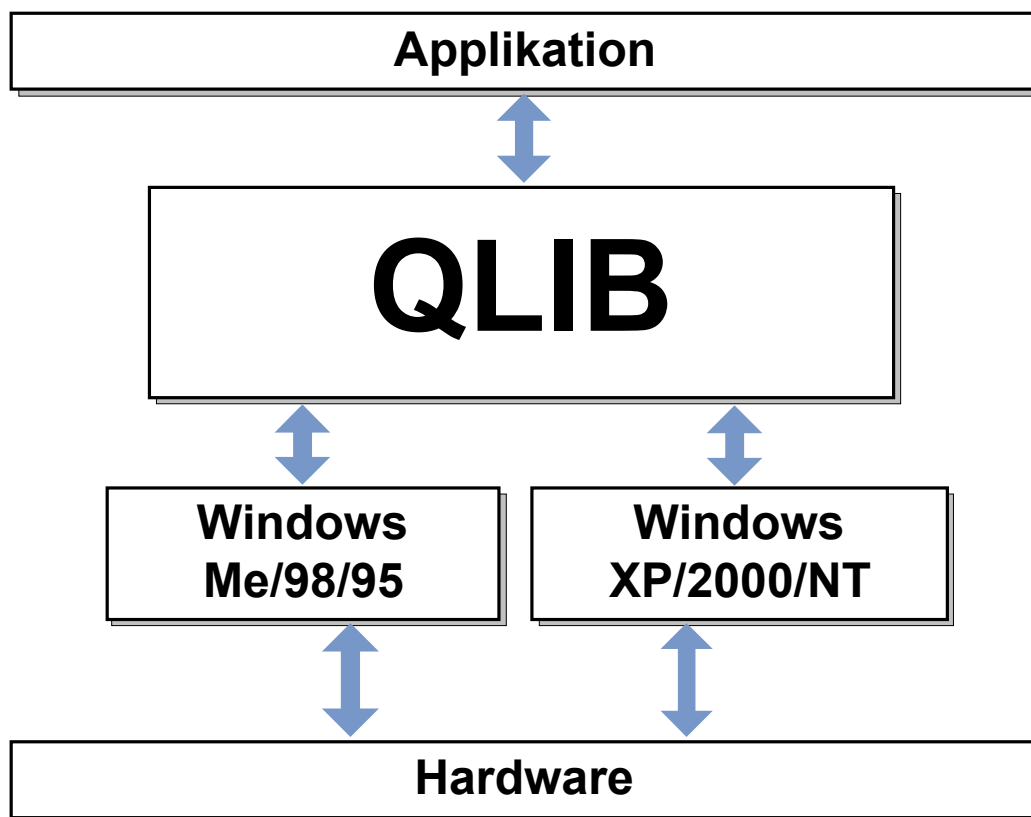 Applikation
QLIB
Windows
Me/98/95
Windows
XP/2000/NT
Hardware